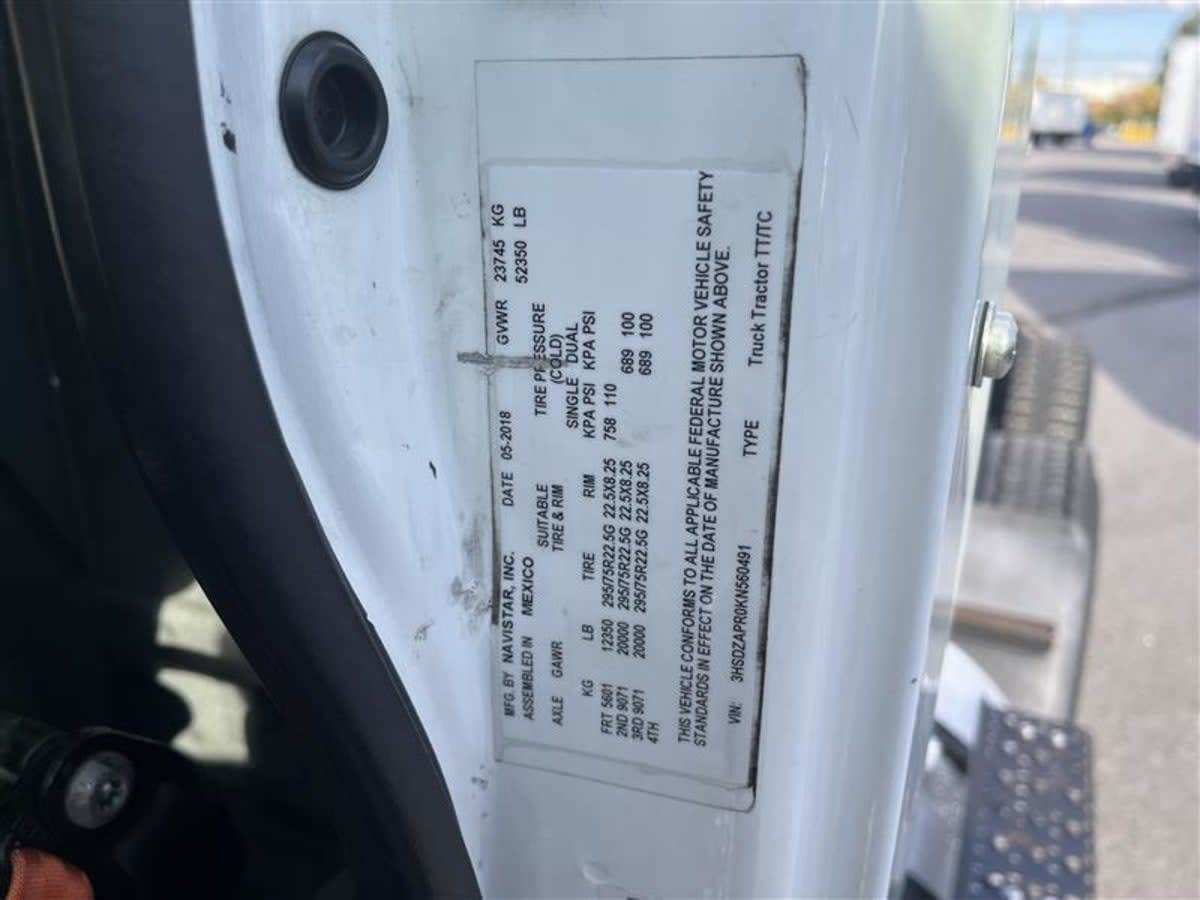 MFG. BY NAVISTAR, INC. DATE 05-2018 GVWR 23745 KG
ASSEMBLED IN MEXICO 52350 LB
SUITABLE TIRE PRESSURE
AXLE GAWR TIRE & RIM (COLD)
SINGLE DUAL
KG LB TIRE RIM KPA PSI KPA PSI
FRT 5601 12350 295/75R22.5G 22.5X8.25 758 110
2ND 9071 20000 295/75R22.5G 22.5X8.25 689 100
3RD 9071 20000 295/75R22.5G 22.5X8.25 689 100
4TH
THIS VEHICLE CONFORMS TO ALL APPLICABLE FEDERAL MOTOR VEHICLE SAFETY
STANDARDS IN EFFECT ON THE DATE OF MANUFACTURE SHOWN ABOVE.
VIN: 3HSDZAPR0KN560491 TYPE Truck Tractor TT/TC